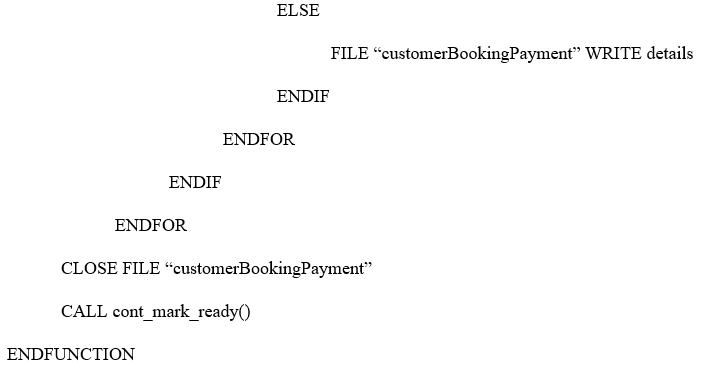 ELSE
FILE “customerBookingPayment” WRITE details
ENDIF
ENDFOR
ENDIF
ENDFOR
CLOSE FILE “customerBookingPayment”
CALL cont_mark_ready()
ENDFUNCTION